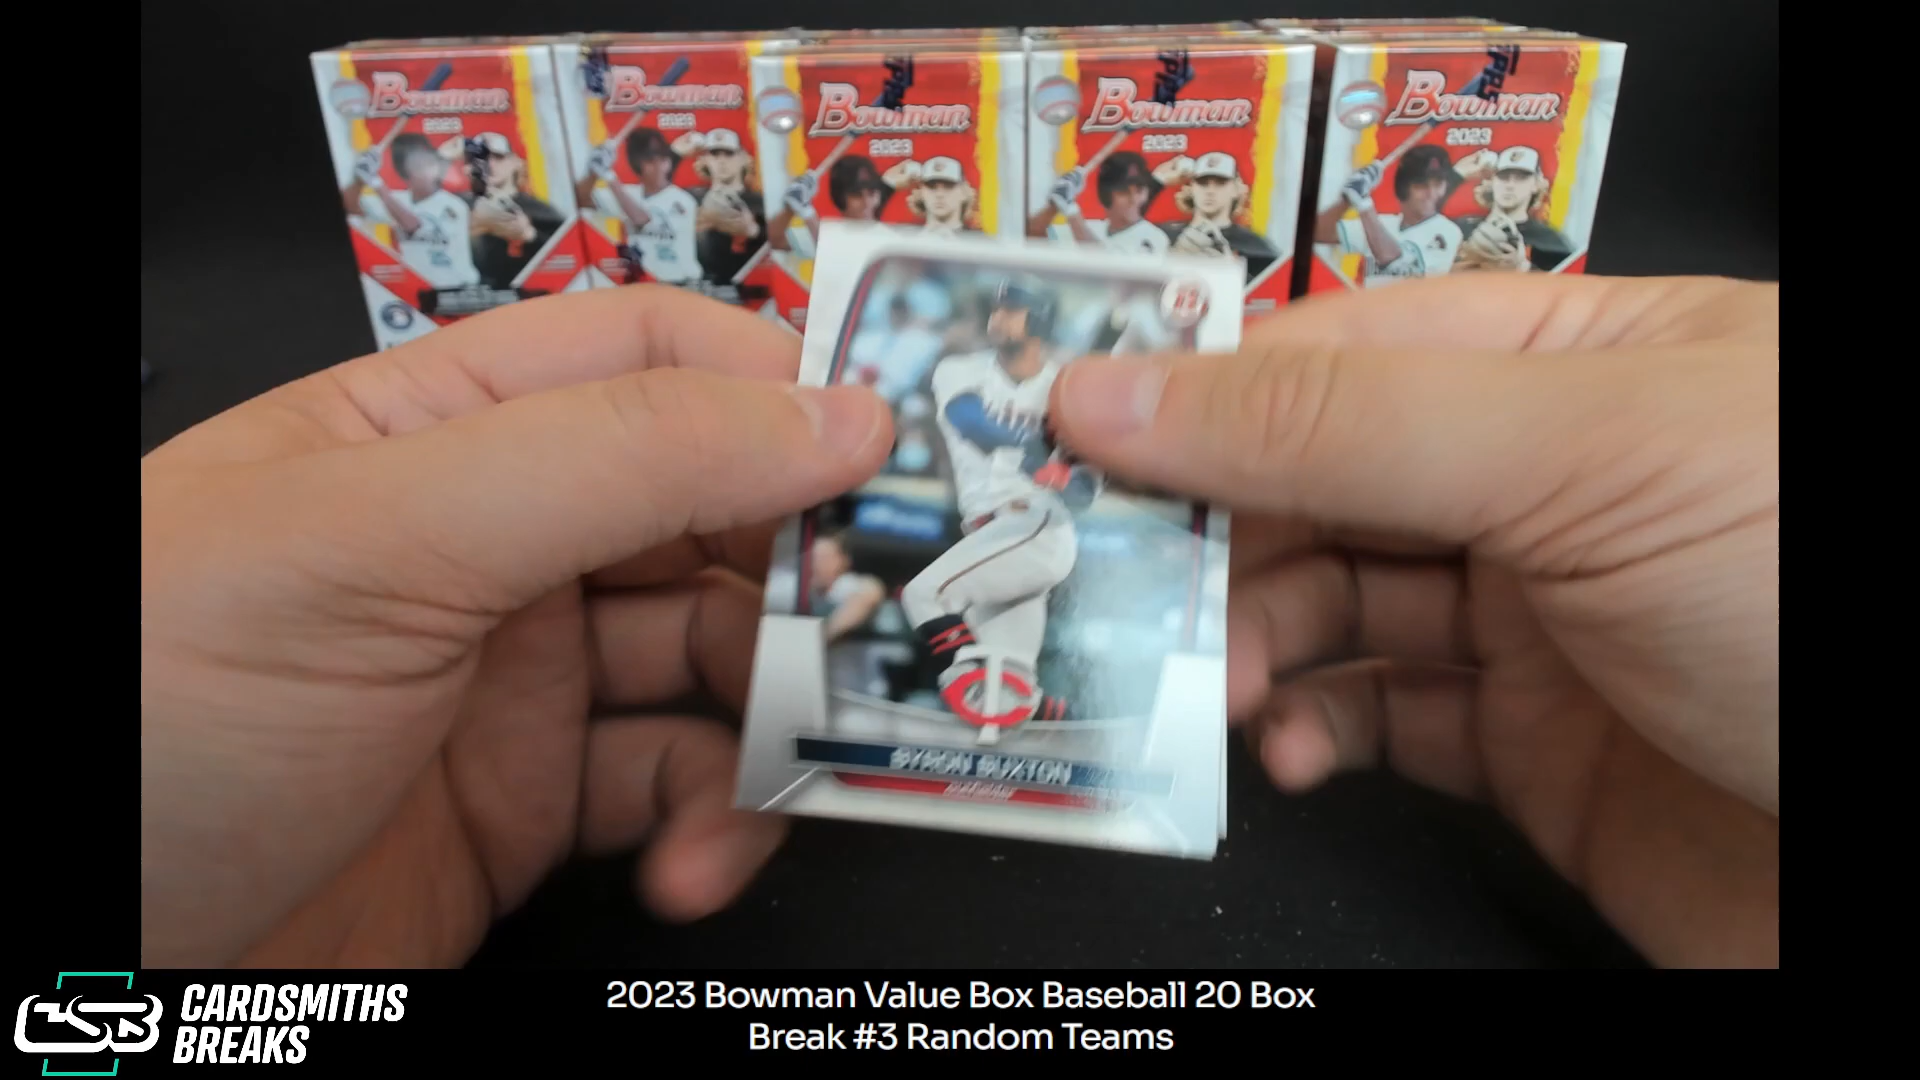 Bowman
2023
Bowman
2023
Bowman
2023
Bowman
2023
Bowman
2023
BYRON BUXTON
CSB
CARDSMITHS
BREAKS
2023 Bowman Value Box Baseball 20 Box
Break #3 Random Teams